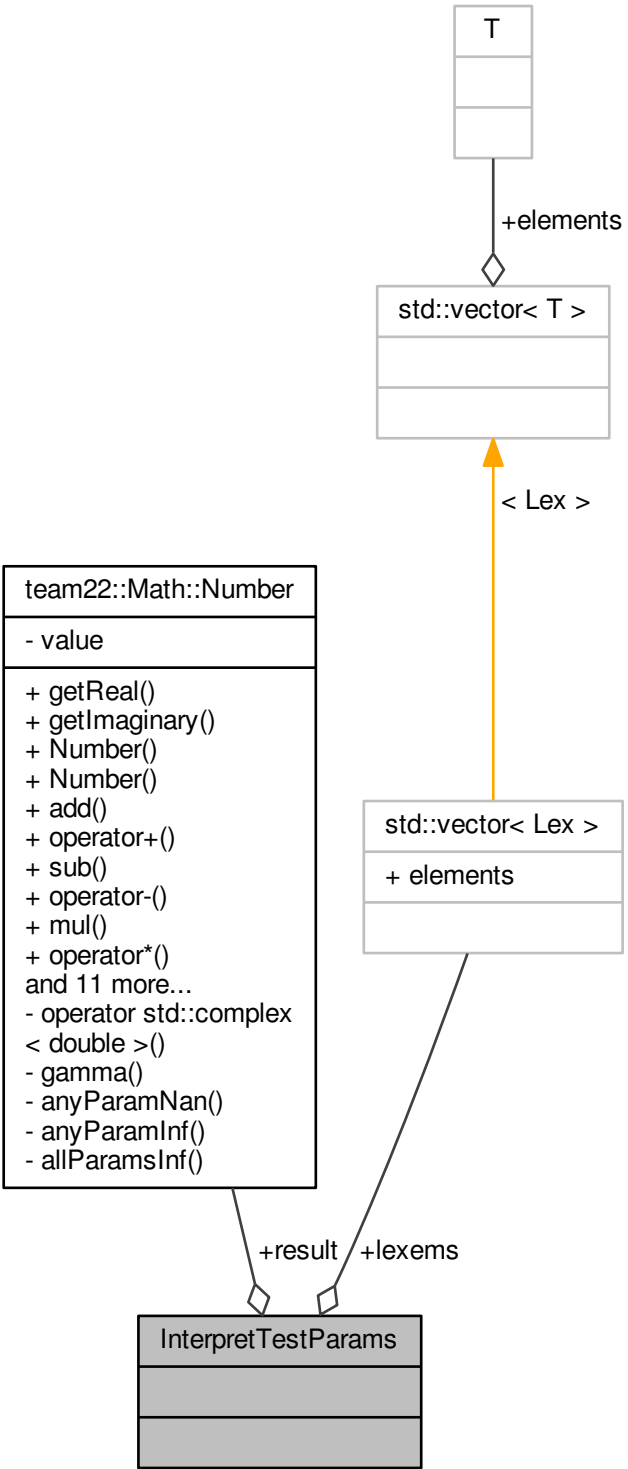 T
+elements
std::vector< T >
< Lex >
team22::Math::Number
- value
+ getReal()
+ getImaginary()
+ Number()
+ Number()
+ add()
+ operator+()
+ sub()
+ operator-()
+ mul()
+ operator*()
and 11 more...
- operator std::complex
< double >()
- gamma()
- anyParamNan()
- anyParamInf()
- allParamsInf()
std::vector< Lex >
+ elements
+result
+lexems
InterpretTestParams